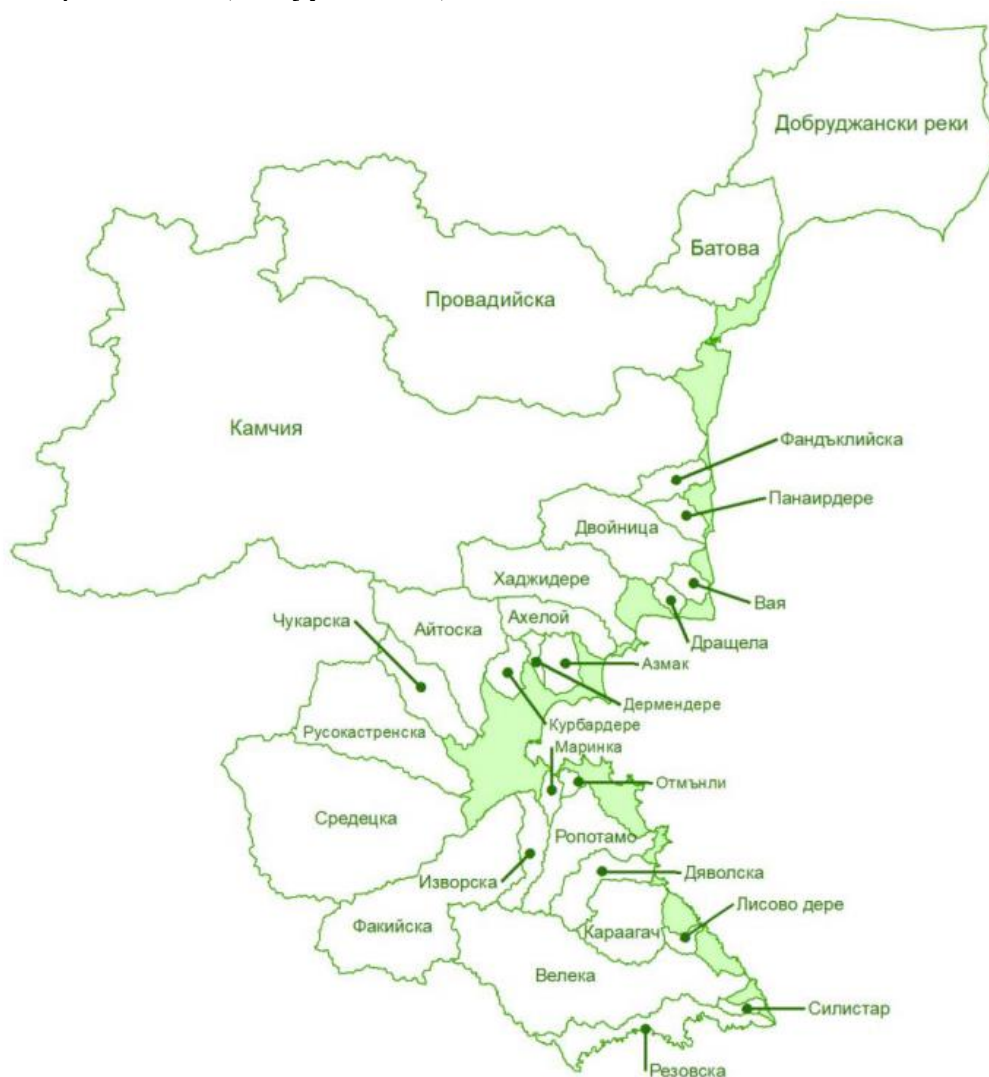 Добруджански реки
Батова
Провадийска
Камчия
Фандъклийска
Панаирдере
Двойница
Хаджидере
Вая
Ахелой
Чукарска
Айтоска
Дращела
Азмак
Дермендере
Курбардере
Русокастренска
Маринка
Отмънли
Средецка
Ропотамо
Дяволска
Изворска
Лисово дере
Факийска
Караагач
Велека
Силистар
Резовска